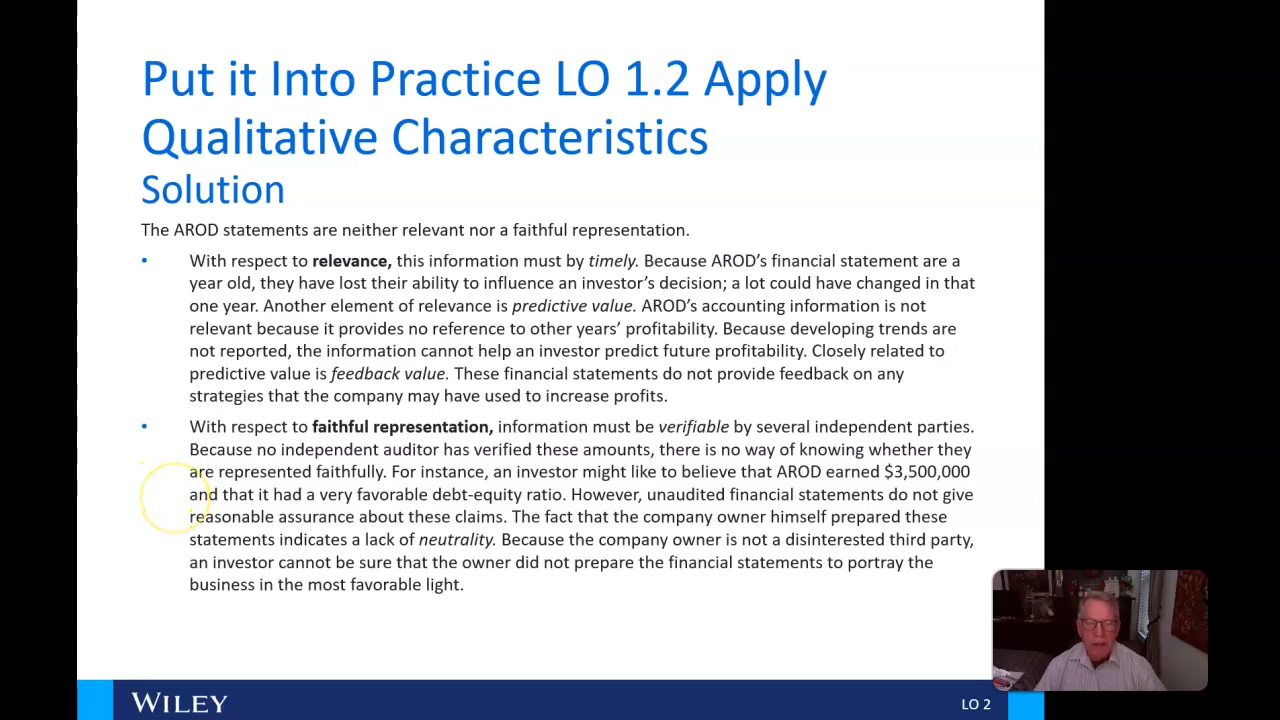 Put it Into Practice LO 1.2 Apply
Qualitative Characteristics
Solution
The AROD statements are neither relevant nor a faithful representation.
• With respect to relevance, this information must by timely. Because AROD's financial statement are a
year old, they have lost their ability to influence an investor's decision; a lot could have changed in that
one year. Another element of relevance is predictive value. AROD's accounting information is not
relevant because it provides no reference to other years' profitability. Because developing trends are
not reported, the information cannot help an investor predict future profitability. Closely related to
predictive value is feedback value. These financial statements do not provide feedback on any
strategies that the company may have used to increase profits.
• With respect to faithful representation, information must be verifiable by several independent parties.
Because no independent auditor has verified these amounts, there is no way of knowing whether they
are represented faithfully. For instance, an investor might like to believe that AROD earned $3,500,000
and that it had a very favorable debt-equity ratio. However, unaudited financial statements do not give
reasonable assurance about these claims. The fact that the company owner himself prepared these
statements indicates a lack of neutrality. Because the company owner is not a disinterested third party,
an investor cannot be sure that the owner did not prepare the financial statements to portray the
business in the most favorable light.
WILEY
LO 2